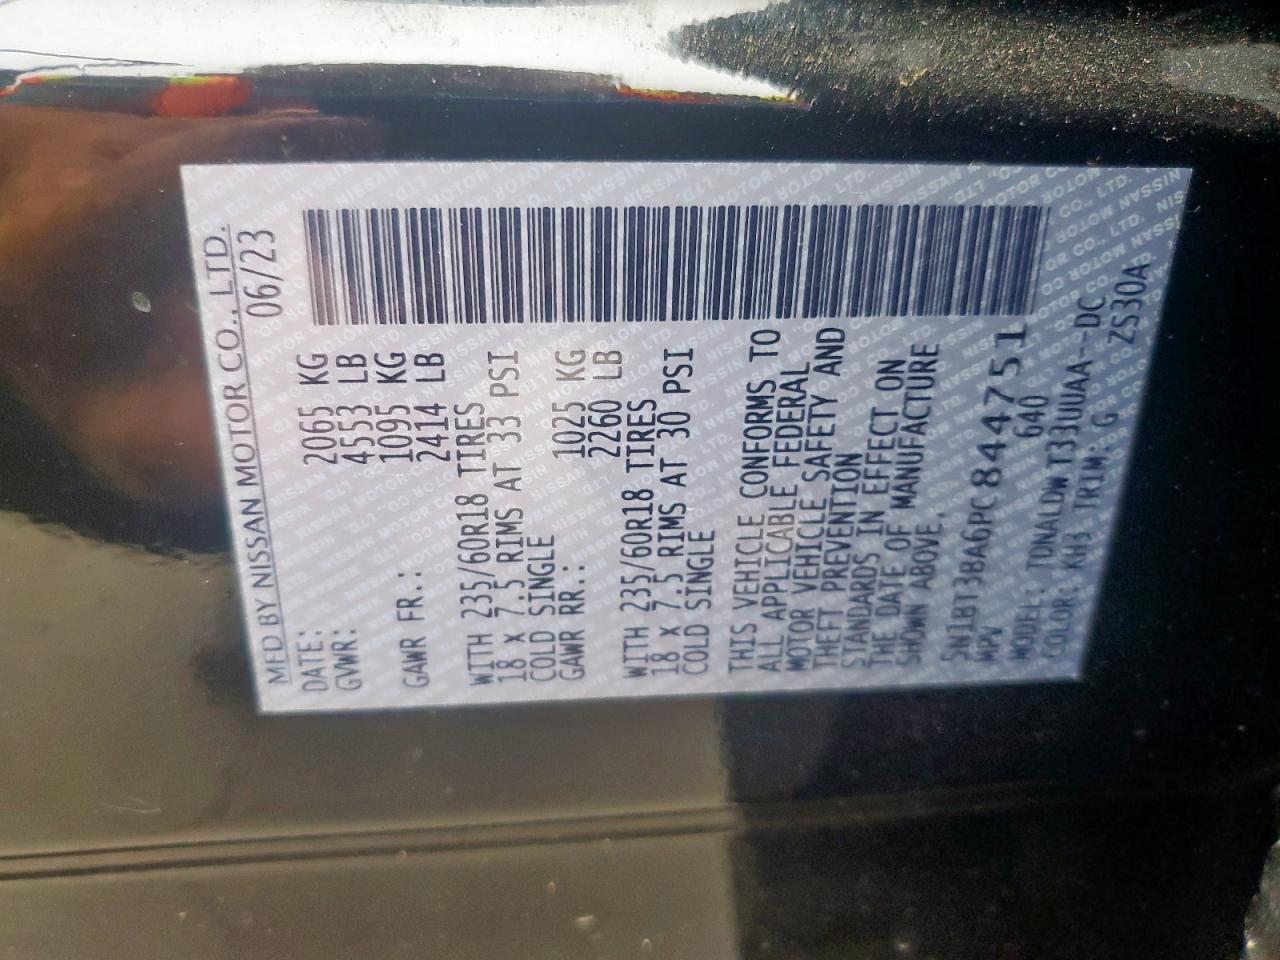 MFD BY NISSAN MOTOR CO., LTD.
DATE: 06/23
GVWR: 2065 KG
4553 LB
GAWR FR.: 1095 KG
2414 LB
WITH 235/60R18 TIRES
18 x 7.5 RIMS AT 33 PSI
COLD SINGLE
GAWR RR.: 1025 KG
2260 LB
WITH 235/60R18 TIRES
18 x 7.5 RIMS AT 30 PSI
COLD SINGLE
THIS VEHICLE CONFORMS TO
ALL APPLICABLE FEDERAL
MOTOR VEHICLE SAFETY AND
THEFT PREVENTION
STANDARDS IN EFFECT ON
THE DATE OF MANUFACTURE
SHOWN ABOVE.
5N1BT3BA6PC844751
MPV 640
MODEL: TDNALDWT33UUAA--DC
COLOR: KH3 TRIM: G ZS30A